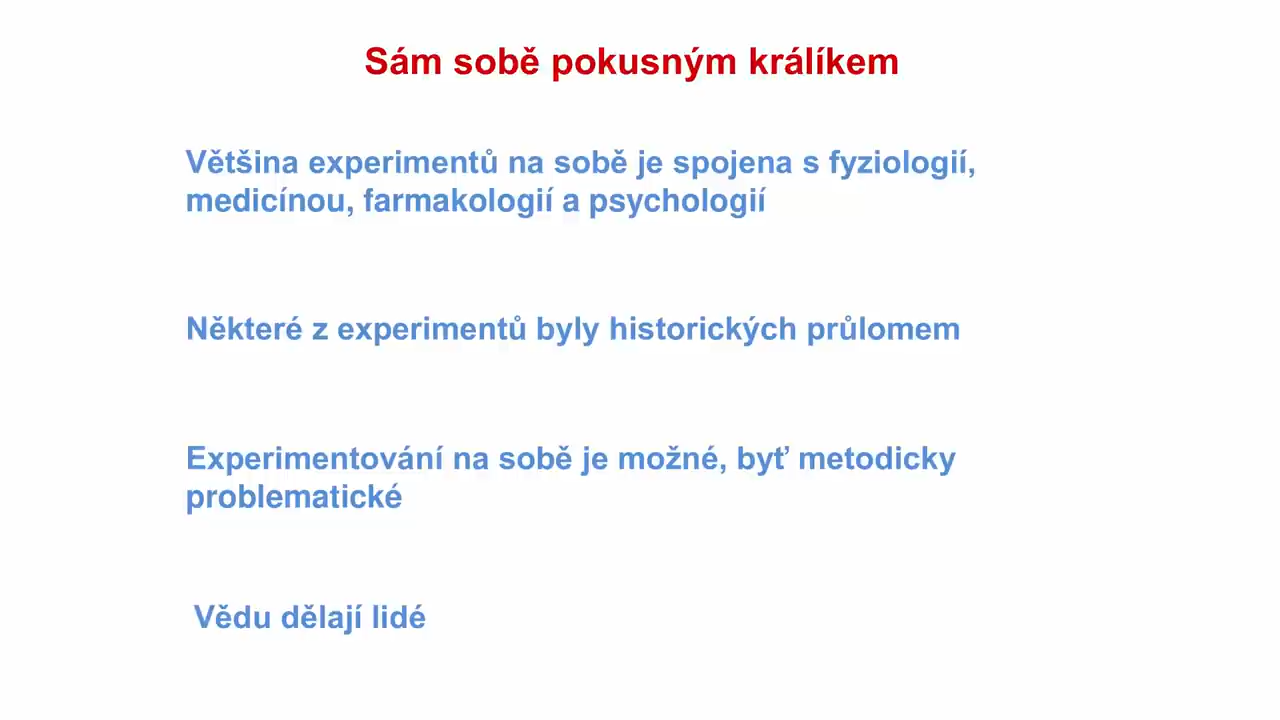 Sám sobě pokusným králíkem
Většina experimentů na sobě je spojena s fyziologií,
medicínou, farmakologií a psychologií
Některé z experimentů byly historických průlomem
Experimentování na sobě je možné, byť metodicky
problematické
Vědu dělají lidé